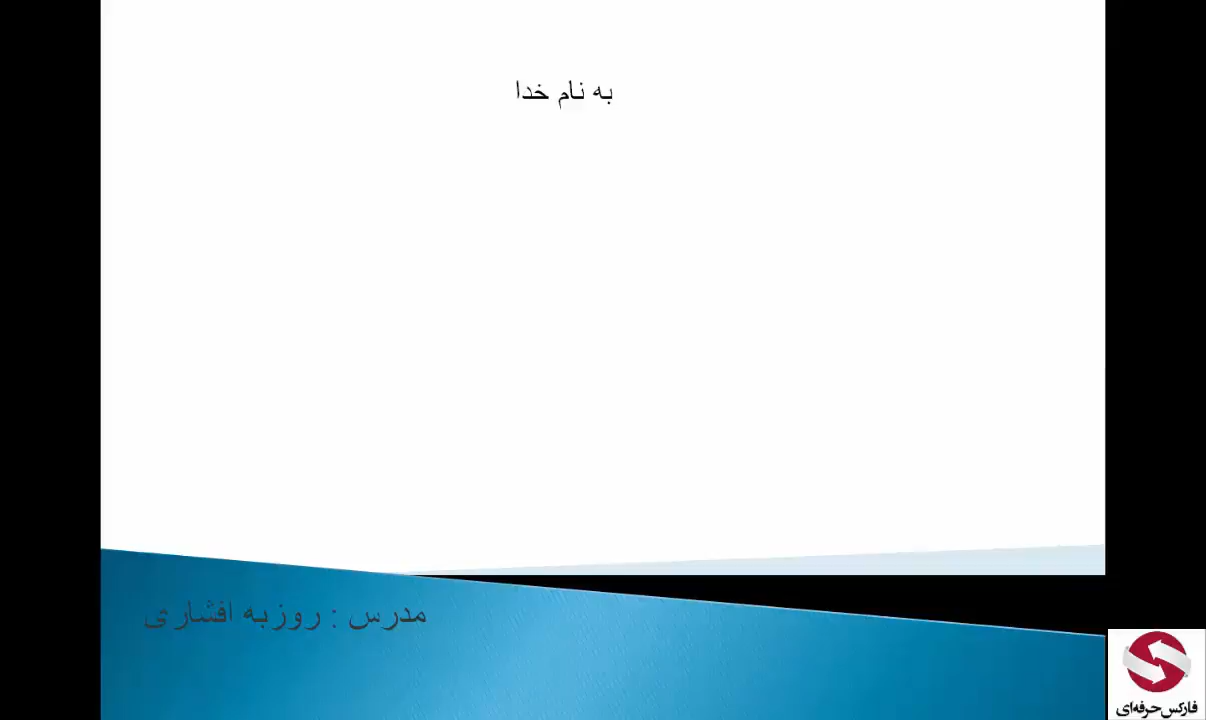 به نام خدا
مدرس : روزبه افشاری
فارکس‌حرفه‌ای